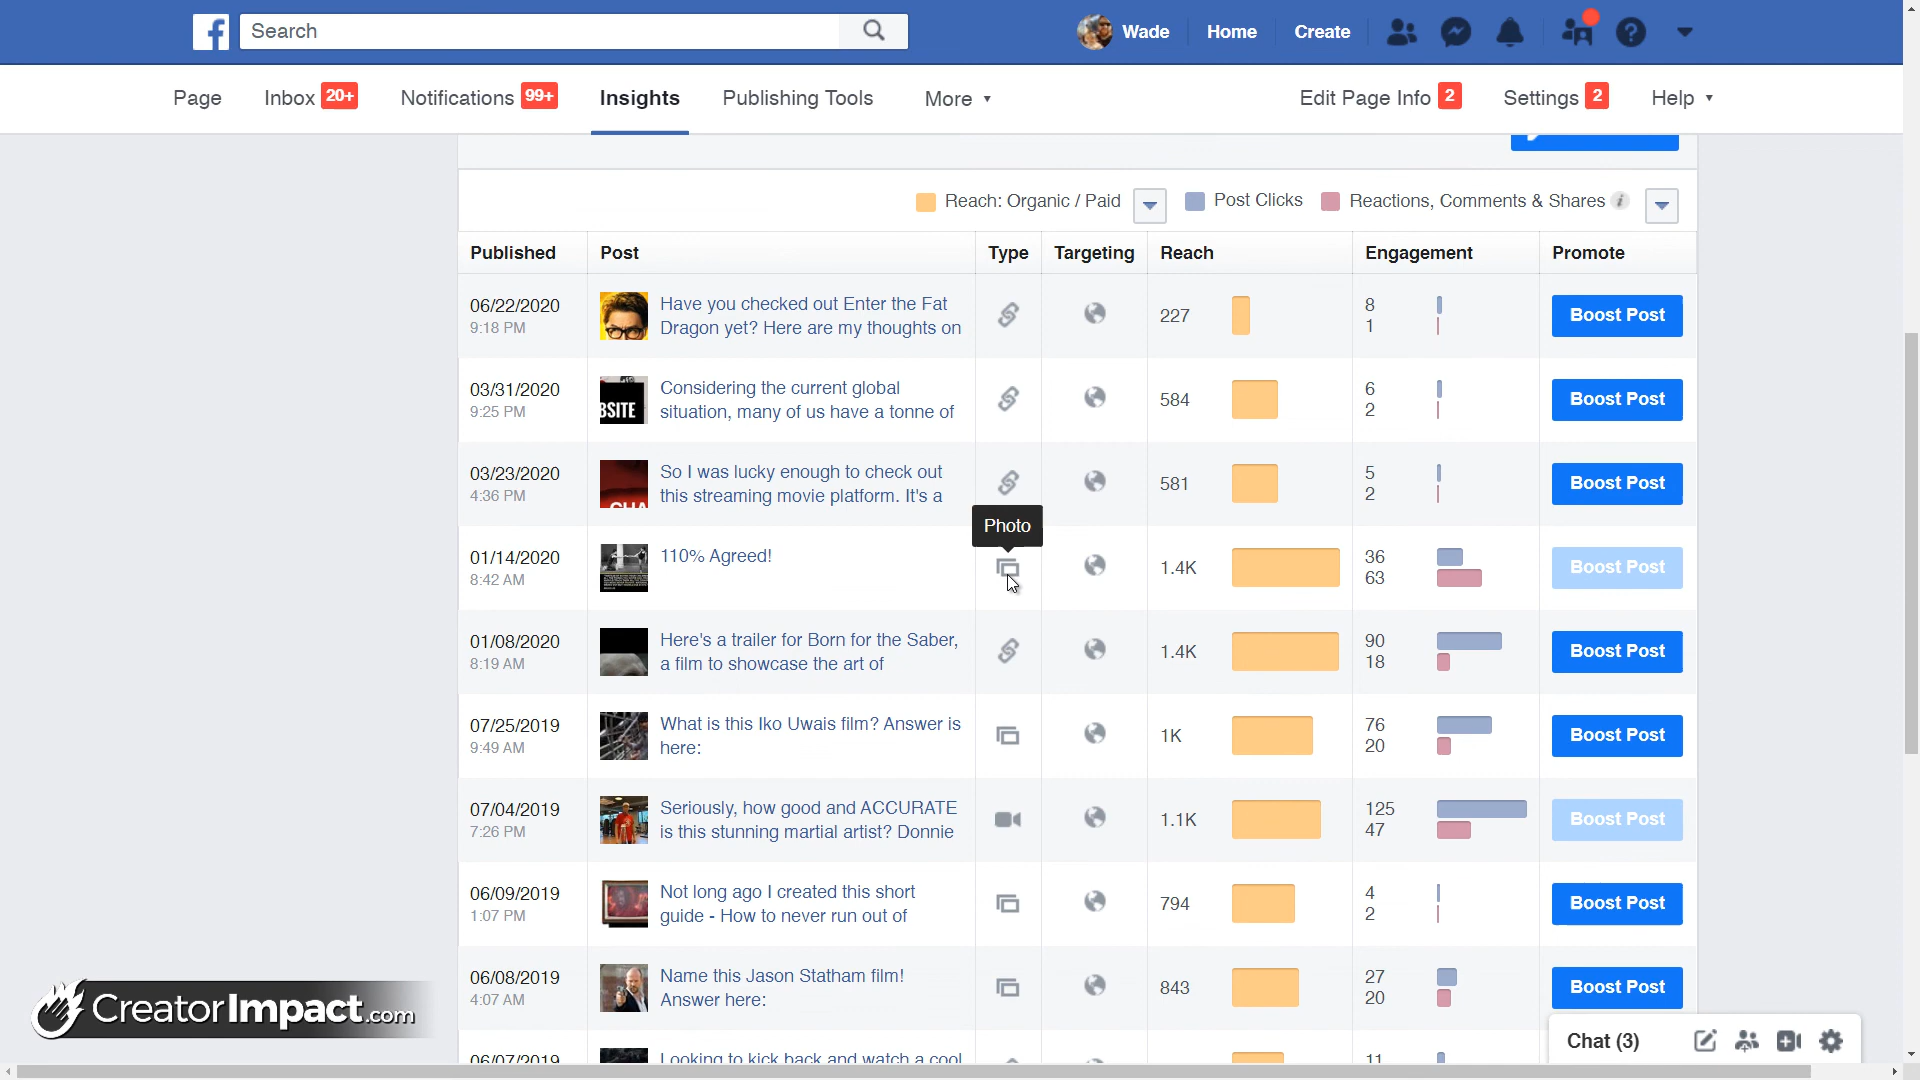 Search
Wade
Home
Create
Page
Inbox 20+
Notifications 99+
Insights
Publishing Tools
More
Edit Page Info 2
Settings 2
Help
Reach: Organic / Paid
Post Clicks
Reactions, Comments & Shares i
Published Post Type Targeting Reach Engagement Promote
06/22/2020
9:18 PM
Have you checked out Enter the Fat
Dragon yet? Here are my thoughts on
227
8
1
Boost Post
03/31/2020
9:25 PM
BSITE
Considering the current global
situation, many of us have a tonne of
584
6
2
Boost Post
03/23/2020
4:36 PM
So I was lucky enough to check out
this streaming movie platform. It's a
581
5
2
Boost Post
Photo
01/14/2020
8:42 AM
110% Agreed!
1.4K
36
63
Boost Post
01/08/2020
8:19 AM
Here's a trailer for Born for the Saber,
a film to showcase the art of
1.4K
90
18
Boost Post
07/25/2019
9:49 AM
What is this Iko Uwais film? Answer is
here:
1K
76
20
Boost Post
07/04/2019
7:26 PM
Seriously, how good and ACCURATE
is this stunning martial artist? Donnie
1.1K
125
47
Boost Post
06/09/2019
1:07 PM
Not long ago I created this short
guide - How to never run out of
794
4
2
Boost Post
06/08/2019
4:07 AM
Name this Jason Statham film!
Answer here:
843
27
20
Boost Post
06/07/2019
Looking to kick back and watch a cool
11
Chat (3)
CreatorImpact.com